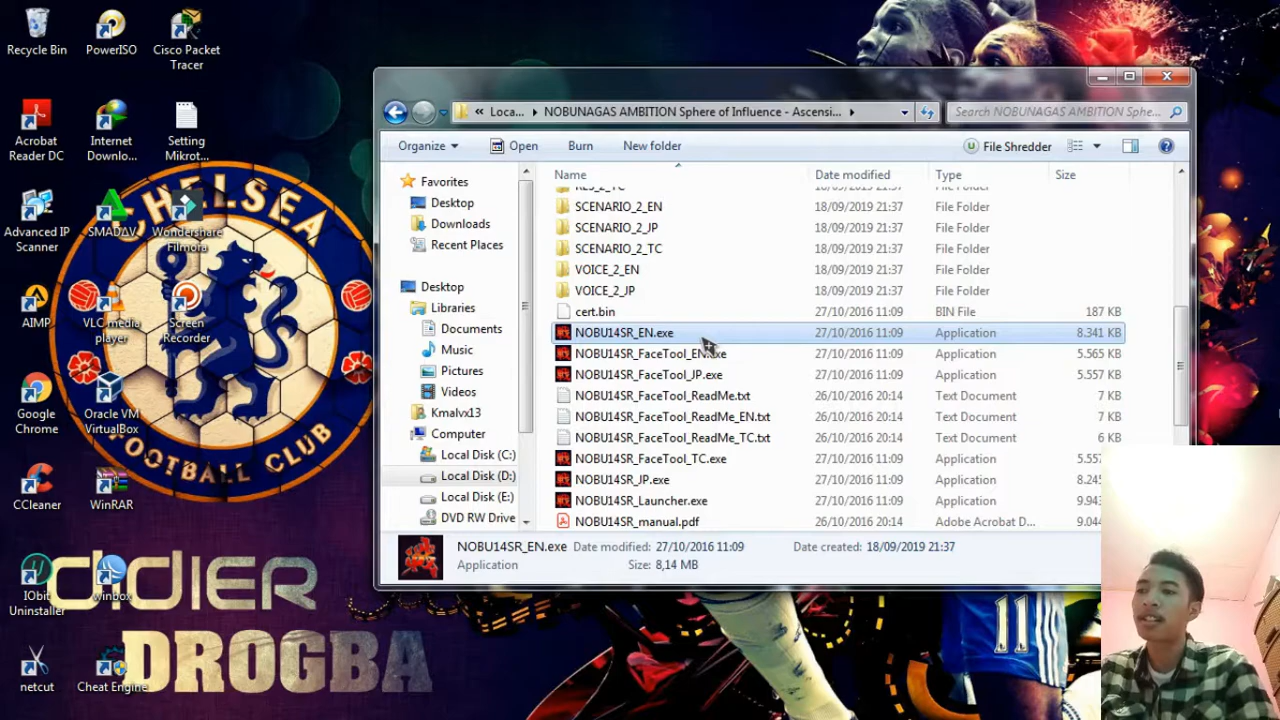 Recycle Bin
PowerISO
Cisco Packet
Tracer
Acrobat
Reader DC
Internet
Downlo...
Setting
Mikrot...
Advanced IP
Scanner
SMADΔV
Wondershare
Filmora
AIMP
VLC media
player
Screen
Recorder
Google
Chrome
Oracle VM
VirtualBox
CCleaner
WinRAR
IObit
Uninstaller
winbox
netcut
Cheat Engine
CHELSEA
FOOTBALL CLUB
DIDIER
DROGBA
11
« Loca... NOBUNAGAS AMBITION Sphere of Influence - Ascensi...
Search NOBUNAGAS AMBITION Sphe...
Organize Open Burn New folder File Shredder
Name Date modified Type Size
RES_2_TC 18/09/2019 21:37 File Folder
SCENARIO_2_EN 18/09/2019 21:37 File Folder
SCENARIO_2_JP 18/09/2019 21:37 File Folder
SCENARIO_2_TC 18/09/2019 21:37 File Folder
VOICE_2_EN 18/09/2019 21:37 File Folder
VOICE_2_JP 18/09/2019 21:37 File Folder
cert.bin 27/10/2016 11:09 BIN File 187 KB
NOBU14SR_EN.exe 27/10/2016 11:09 Application 8.341 KB
NOBU14SR_FaceTool_EN.exe 27/10/2016 11:09 Application 5.565 KB
NOBU14SR_FaceTool_JP.exe 27/10/2016 11:09 Application 5.557 KB
NOBU14SR_FaceTool_ReadMe.txt 26/10/2016 20:14 Text Document 7 KB
NOBU14SR_FaceTool_ReadMe_EN.txt 26/10/2016 20:14 Text Document 7 KB
NOBU14SR_FaceTool_ReadMe_TC.txt 26/10/2016 20:14 Text Document 6 KB
NOBU14SR_FaceTool_TC.exe 27/10/2016 11:09 Application 5.557
NOBU14SR_JP.exe 27/10/2016 11:09 Application 8.245
NOBU14SR_Launcher.exe 27/10/2016 11:09 Application 9.943
NOBU14SR_manual.pdf 26/10/2016 20:14 Adobe Acrobat D... 9.044
Favorites
Desktop
Downloads
Recent Places
Desktop
Libraries
Documents
Music
Pictures
Videos
Kmalvx13
Computer
Local Disk (C:)
Local Disk (D:)
Local Disk (E:)
DVD RW Drive
NOBU14SR_EN.exe Date modified: 27/10/2016 11:09 Date created: 18/09/2019 21:37
Application Size: 8,14 MB